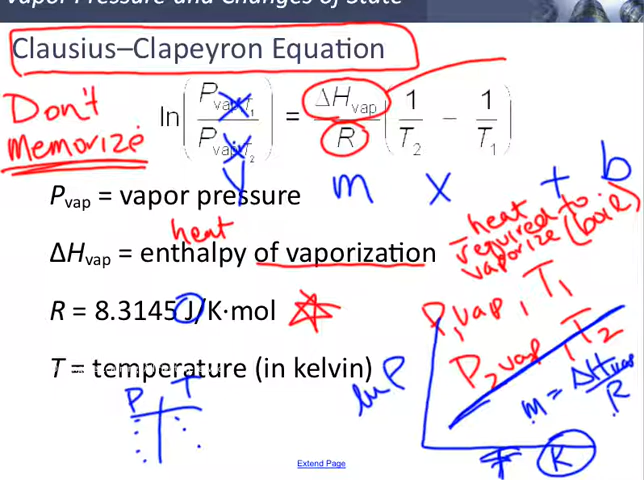 Vapor Pressure and Changes of State
Clausius–Clapeyron Equation
Don't
Memorize
ln(P vap,T1 / P vap,T2) = ΔHvap / R (1/T2 − 1/T1)
y m x + b
Pvap = vapor pressure
heat
ΔHvap = enthalpy of vaporization
heat
required to
vaporize (boil)
R = 8.3145 J/K·mol
P1vap, T1
P2vap, T2
T = temperature (in kelvin)
P T
ln P
m = ΔHvap / R
K
Extend Page